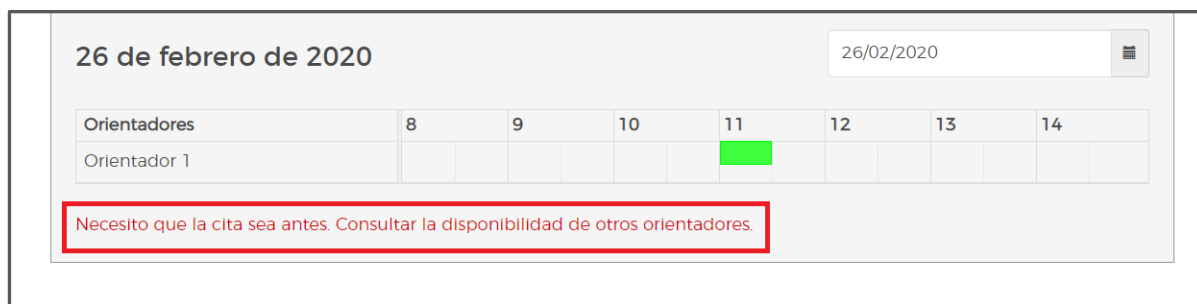 26 de febrero de 2020
26/02/2020
Orientadores 8 9 10 11 12 13 14
Orientador 1
Necesito que la cita sea antes. Consultar la disponibilidad de otros orientadores.